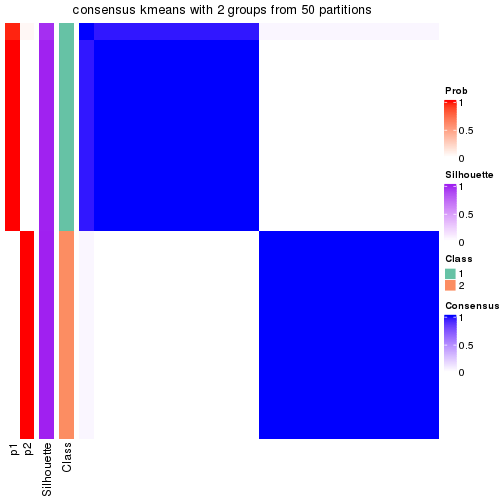 consensus kmeans with 2 groups from 50 partitions
Prob
1
0.5
0
Silhouette
1
0.5
0
Class
1
2
Consensus
1
0.5
0
p1
p2
Silhouette
Class